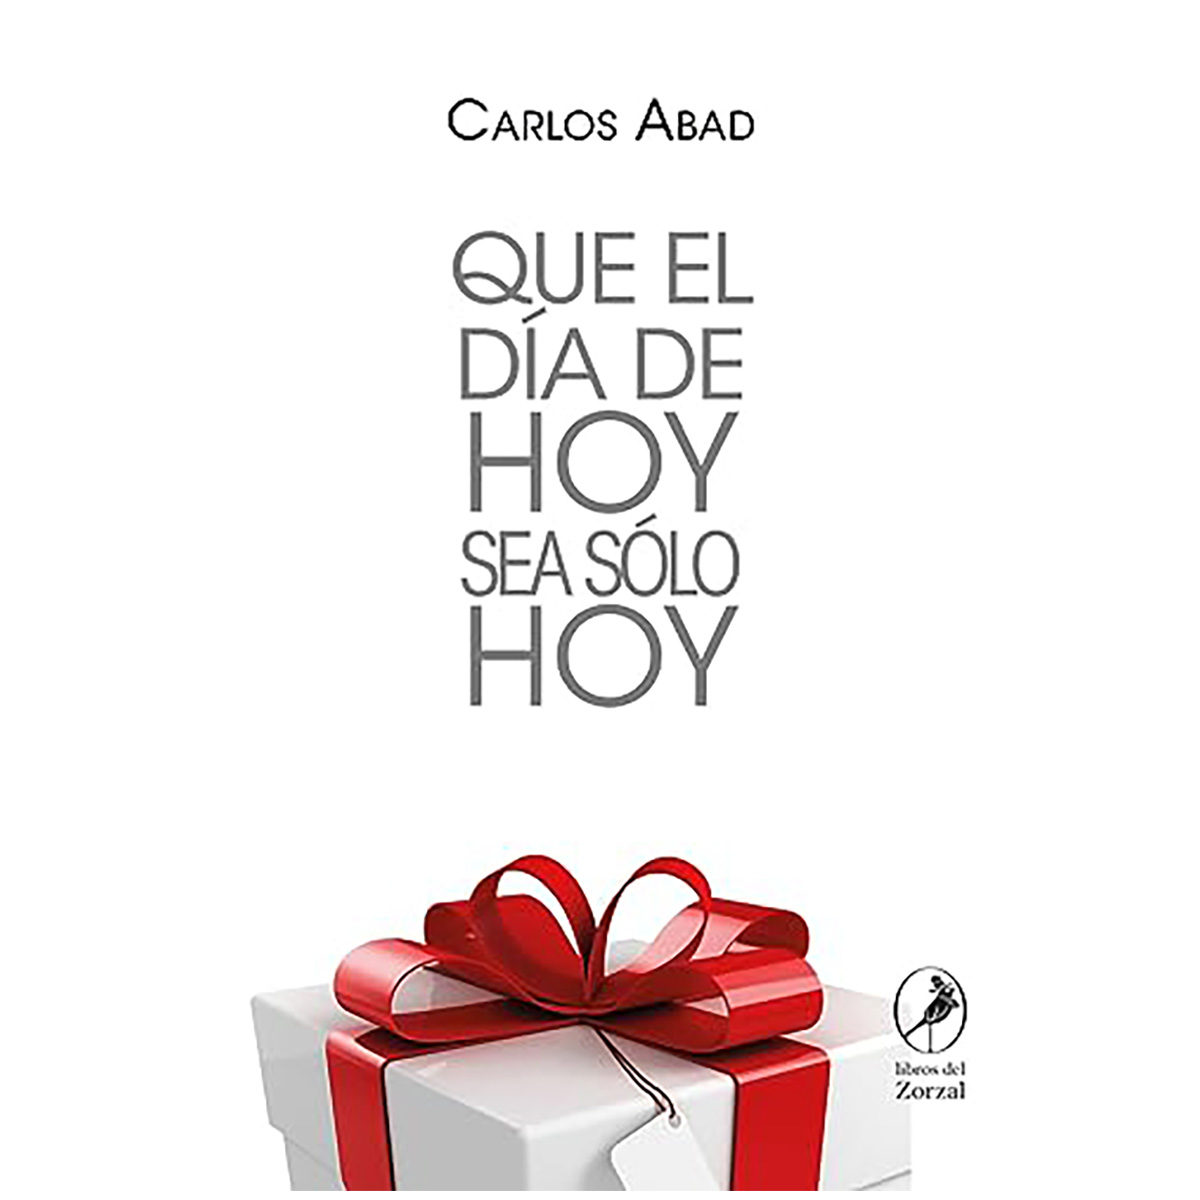 CARLOS ABAD
QUE EL
DÍA DE
HOY
SEA SÓLO
HOY
libros del
Zorzal